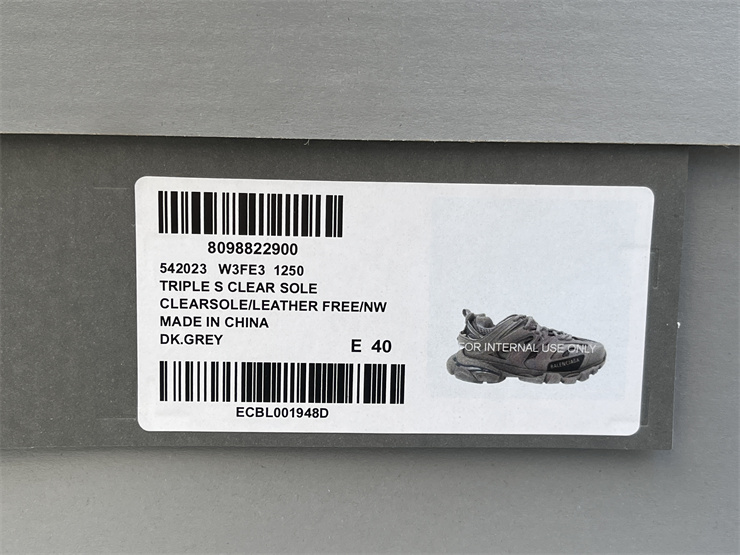 8098822900
542023 W3FE3 1250
TRIPLE S CLEAR SOLE
CLEARSOLE/LEATHER FREE/NW
MADE IN CHINA
DK.GREY E 40
ECBL001948D
FOR INTERNAL USE ONLY
BALENCIAGA